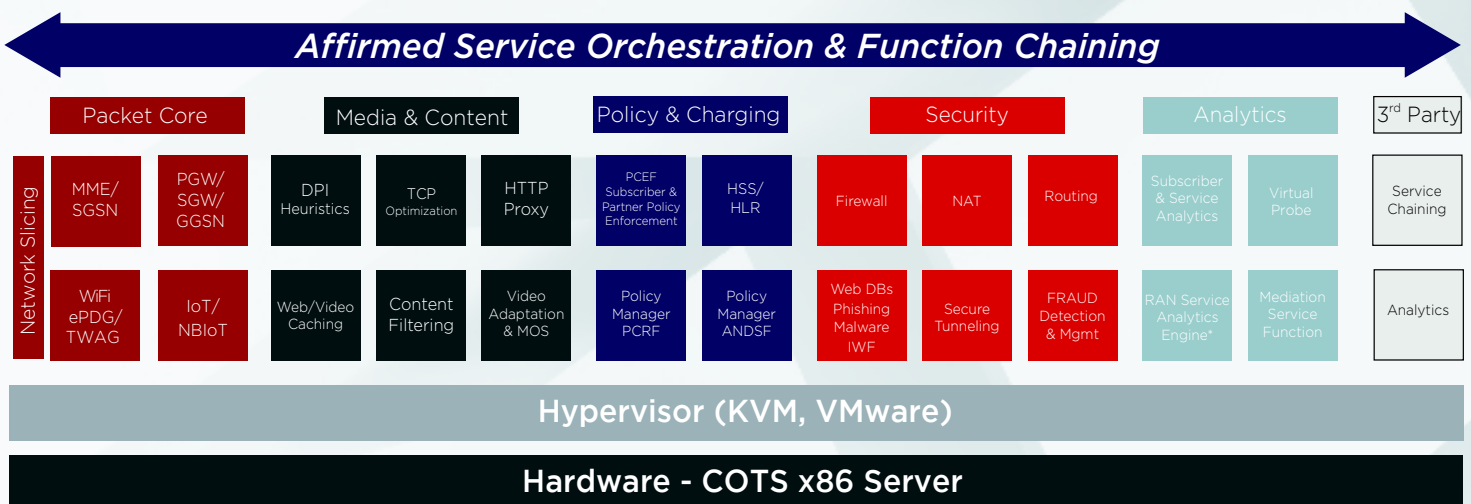 Affirmed Service Orchestration & Function Chaining
Packet Core
Media & Content
Policy & Charging
Security
Analytics
3rd Party
Network Slicing
MME/
SGSN
PGW/
SGW/
GGSN
DPI
Heuristics
TCP
Optimization
HTTP
Proxy
PCEF
Subscriber &
Partner Policy
Enforcement
HSS/
HLR
Firewall
NAT
Routing
Subscriber
& Service
Analytics
Virtual
Probe
Service
Chaining
WiFi
ePDG/
TWAG
IoT/
NBIoT
Web/Video
Caching
Content
Filtering
Video
Adaptation
& MOS
Policy
Manager
PCRF
Policy
Manager
ANDSF
Web DBs
Phishing
Malware
IWF
Secure
Tunneling
FRAUD
Detection
& Mgmt
RAN Service
Analytics
Engine*
Mediation
Service
Function
Analytics
Hypervisor (KVM, VMware)
Hardware - COTS x86 Server